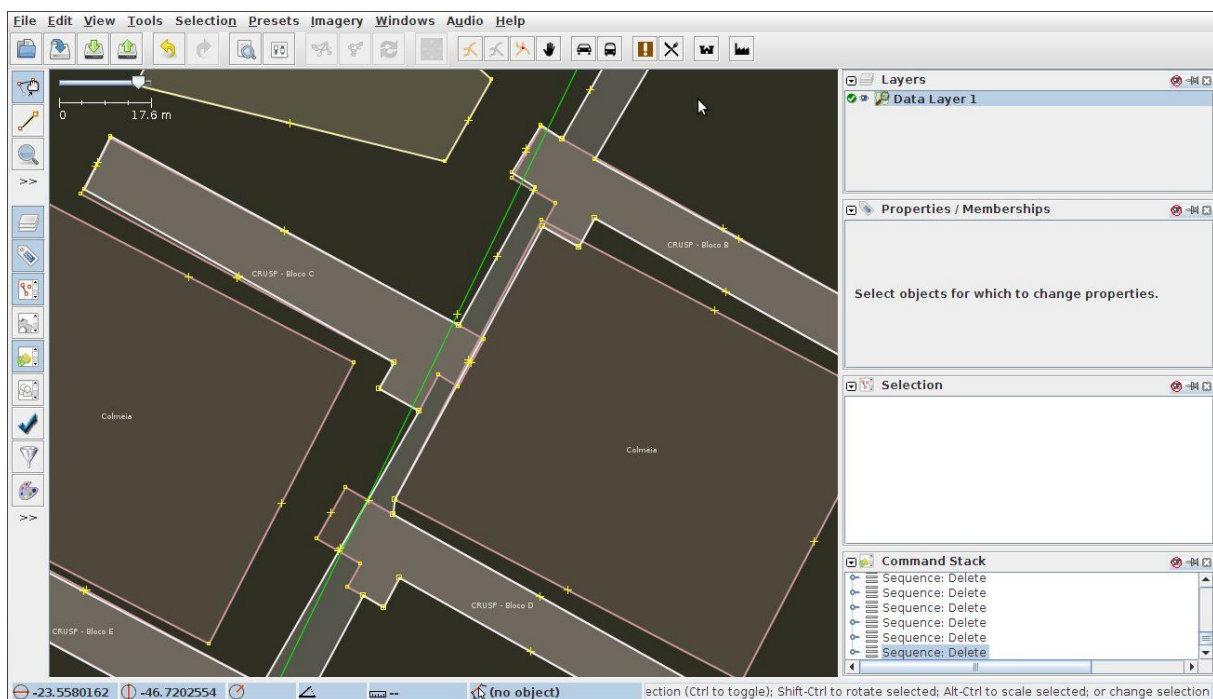 File Edit View Tools Selection Presets Imagery Windows Audio Help
0 17.6 m
>>
>>
CRUSP - Bloco B
CRUSP - Bloco C
Colméia
Colméia
CRUSP - Bloco D
CRUSP - Bloco E
Layers
Data Layer 1
Properties / Memberships
Select objects for which to change properties.
Selection
Command Stack
Sequence: Delete
Sequence: Delete
Sequence: Delete
Sequence: Delete
Sequence: Delete
Sequence: Delete
-23.5580162 -46.7202554 -- (no object) ection (Ctrl to toggle); Shift-Ctrl to rotate selected; Alt-Ctrl to scale selected; or change selection